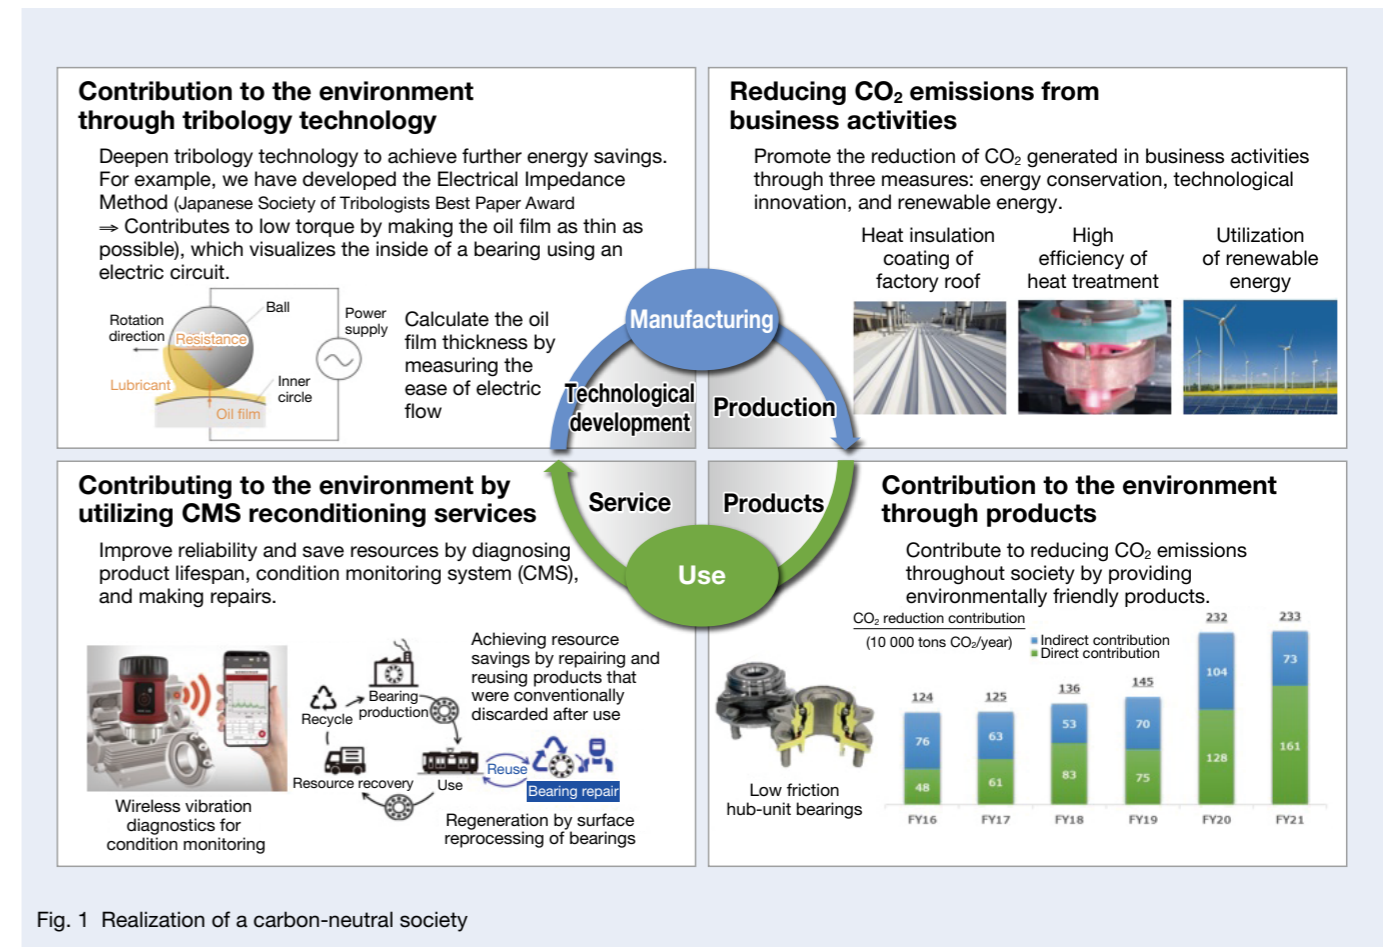 Contribution to the environment
through tribology technology
Deepen tribology technology to achieve further energy savings.
For example, we have developed the Electrical Impedance
Method (Japanese Society of Tribologists Best Paper Award
⇒ Contributes to low torque by making the oil film as thin as
possible), which visualizes the inside of a bearing using an
electric circuit.
Rotation
direction
Ball
Resistance
Power
supply
Lubricant
Inner
circle
Oil film
Calculate the oil
film thickness by
measuring the
ease of electric
flow
Reducing CO₂ emissions from
business activities
Promote the reduction of CO₂ generated in business activities
through three measures: energy conservation, technological
innovation, and renewable energy.
Heat insulation
coating of
factory roof
High
efficiency of
heat treatment
Utilization
of renewable
energy
Manufacturing
Technological
development
Production
Service
Products
Use
Contributing to the environment by
utilizing CMS reconditioning services
Improve reliability and save resources by diagnosing
product lifespan, condition monitoring system (CMS),
and making repairs.
Wireless vibration
diagnostics for
condition monitoring
Achieving resource
savings by repairing and
reusing products that
were conventionally
discarded after use
Bearing
production
Recycle
Resource recovery
Use
Reuse
Bearing repair
Regeneration by surface
reprocessing of bearings
Contribution to the environment
through products
Contribute to reducing CO₂ emissions
throughout society by providing
environmentally friendly products.
CO₂ reduction contribution
(10 000 tons CO₂/year)
Indirect contribution
Direct contribution
Low friction
hub-unit bearings
124 125 136 145 232 233
76 63 53 70 104 73
48 61 83 75 128 161
FY16 FY17 FY18 FY19 FY20 FY21
Fig. 1 Realization of a carbon-neutral society